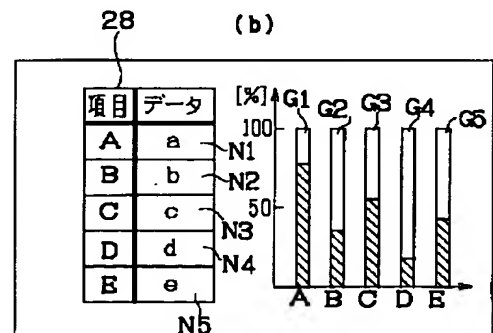 28
(b)
項目 データ
A a
B b
C c
D d
E e
N1
N2
N3
N4
N5
[%]
100
50
G1
G2
G3
G4
G5
A B C D E